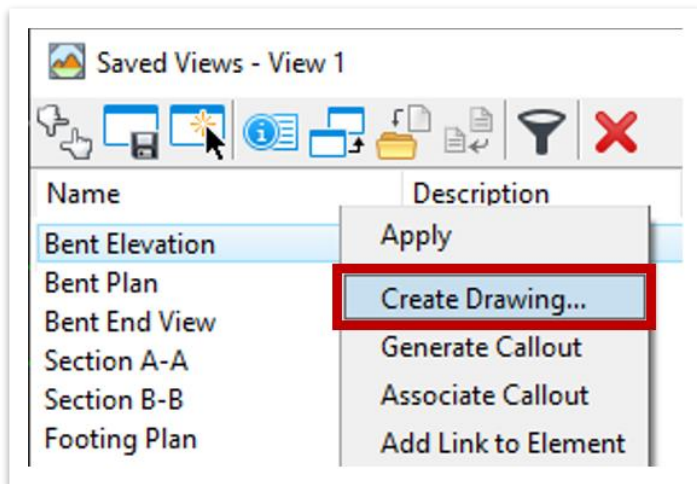 Saved Views - View 1
Name Description
Bent Elevation
Bent Plan
Bent End View
Section A-A
Section B-B
Footing Plan
Apply
Create Drawing...
Generate Callout
Associate Callout
Add Link to Element